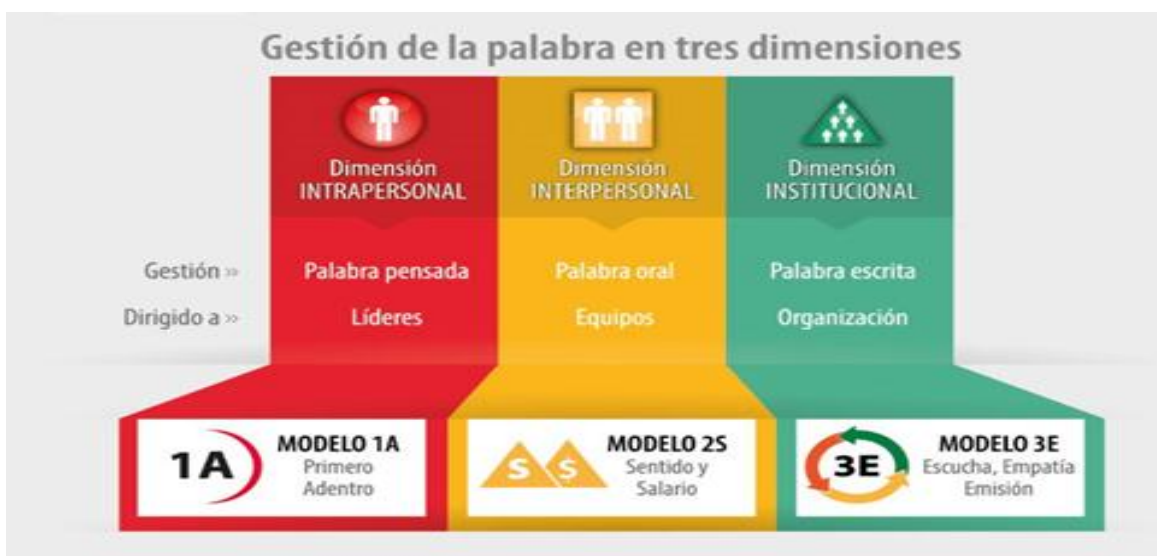 Gestión de la palabra en tres dimensiones
Dimensión
INTRAPERSONAL
Dimensión
INTERPERSONAL
Dimensión
INSTITUCIONAL
Gestión » Palabra pensada Palabra oral Palabra escrita
Dirigido a » Líderes Equipos Organización
1A
MODELO 1A
Primero
Adentro
S $
MODELO 2S
Sentido y
Salario
3E
MODELO 3E
Escucha, Empatía
Emisión